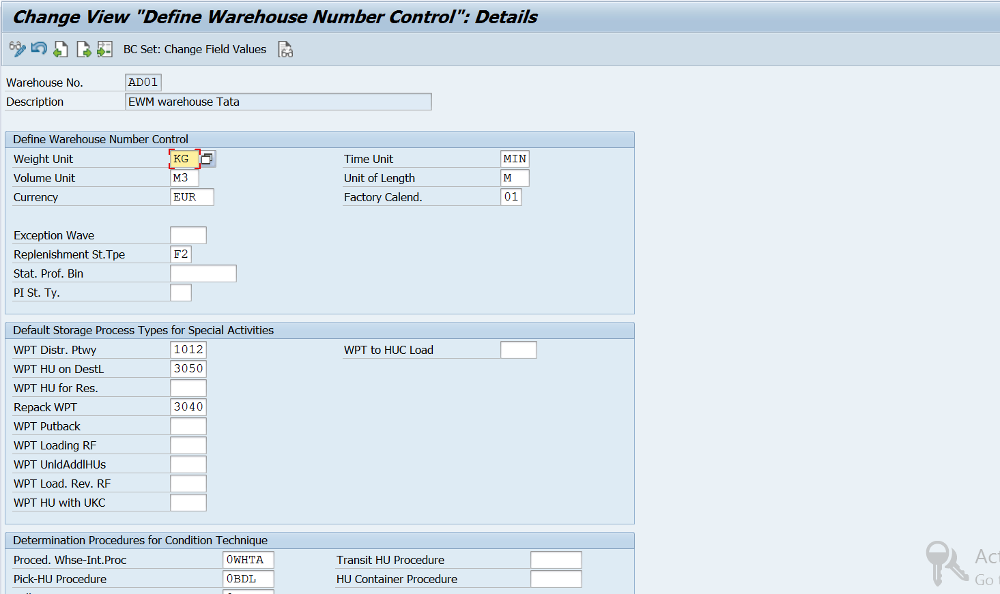 Change View "Define Warehouse Number Control": Details
BC Set: Change Field Values
Warehouse No. AD01
Description EWM warehouse Tata
Define Warehouse Number Control
Weight Unit KG Time Unit MIN
Volume Unit M3 Unit of Length M
Currency EUR Factory Calend. 01
Exception Wave
Replenishment St.Tpe F2
Stat. Prof. Bin
PI St. Ty.
Default Storage Process Types for Special Activities
WPT Distr. Ptwy 1012 WPT to HUC Load
WPT HU on DestL 3050
WPT HU for Res.
Repack WPT 3040
WPT Putback
WPT Loading RF
WPT UnldAddlHUs
WPT Load. Rev. RF
WPT HU with UKC
Determination Procedures for Condition Technique
Proced. Whse-Int.Proc 0WHTA Transit HU Procedure
Pick-HU Procedure 0BDL HU Container Procedure
Act
Go t